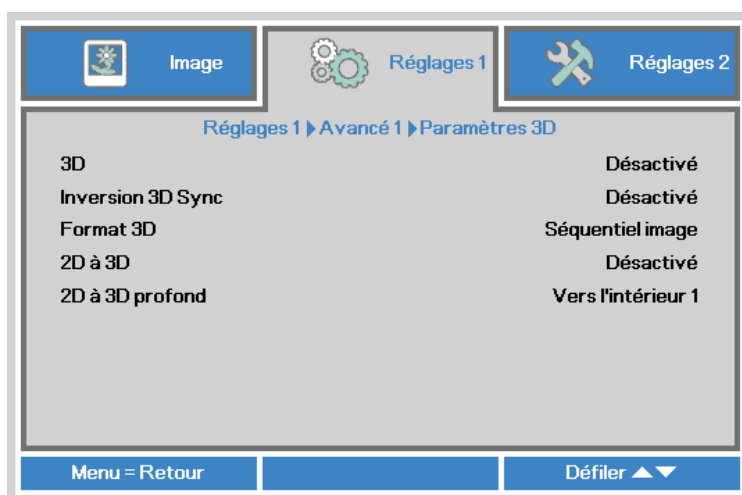 Image
Réglages 1
Réglages 2
Réglages 1 ▶ Avancé 1 ▶ Paramètres 3D
3D Désactivé
Inversion 3D Sync Désactivé
Format 3D Séquentiel image
2D à 3D Désactivé
2D à 3D profond Vers l'intérieur 1
Menu = Retour
Défiler ▲▼